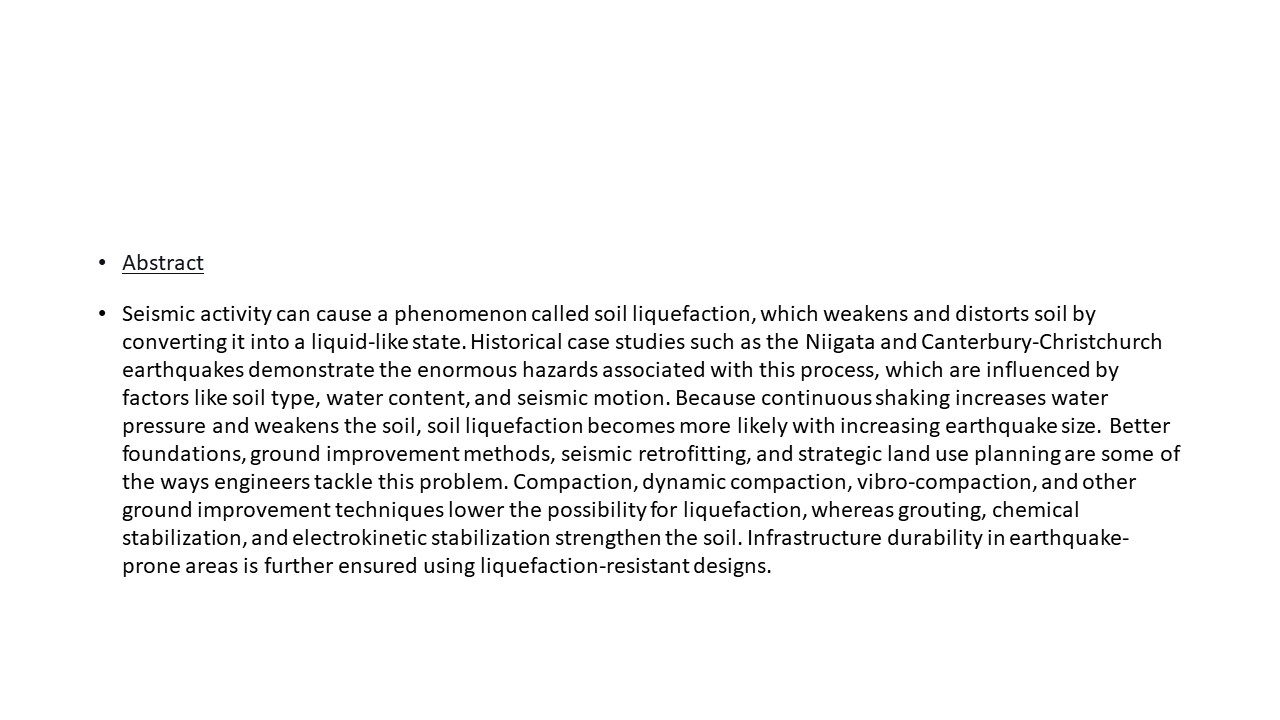 • Abstract
• Seismic activity can cause a phenomenon called soil liquefaction, which weakens and distorts soil by
converting it into a liquid-like state. Historical case studies such as the Niigata and Canterbury-Christchurch
earthquakes demonstrate the enormous hazards associated with this process, which are influenced by
factors like soil type, water content, and seismic motion. Because continuous shaking increases water
pressure and weakens the soil, soil liquefaction becomes more likely with increasing earthquake size. Better
foundations, ground improvement methods, seismic retrofitting, and strategic land use planning are some of
the ways engineers tackle this problem. Compaction, dynamic compaction, vibro-compaction, and other
ground improvement techniques lower the possibility for liquefaction, whereas grouting, chemical
stabilization, and electrokinetic stabilization strengthen the soil. Infrastructure durability in earthquake-
prone areas is further ensured using liquefaction-resistant designs.